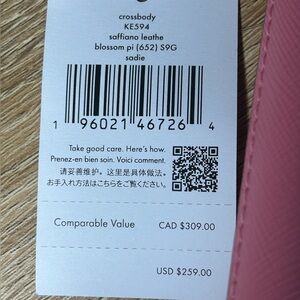 crossbody
KE594
saffiano leathe
blossom pi (652) S9G
sadie
1 96021 46726 4
Take good care. Here's how.
Prenez-en bien soin. Voici comment.
请妥善维护。这里是具体做法。
お手入れ方法はこちらをご覧ください。
Comparable Value CAD $309.00
USD $259.00